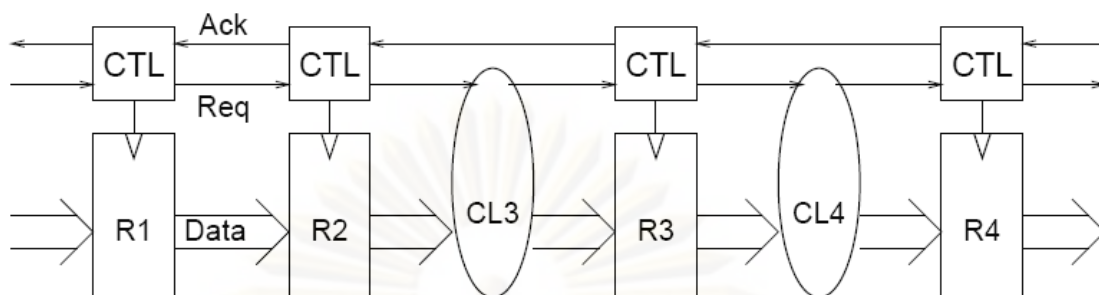 Ack
CTL CTL CTL CTL
Req
R1 Data R2 CL3 R3 CL4 R4